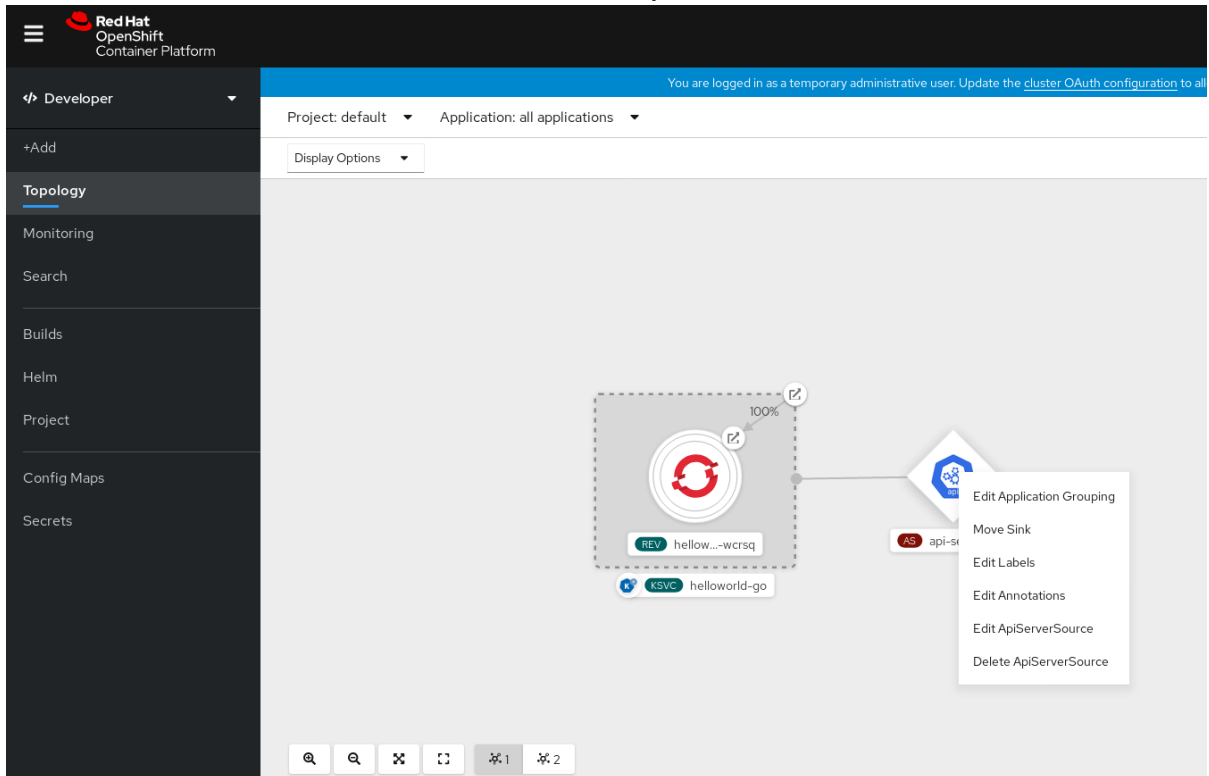 Red Hat
OpenShift
Container Platform
Developer
You are logged in as a temporary administrative user. Update the cluster OAuth configuration to all
Project: default
Application: all applications
+Add
Display Options
Topology
Monitoring
Search
Builds
Helm
Project
Config Maps
Secrets
100%
REV hellow...-wcrsq
KSVC helloworld-go
api
AS api-se
Edit Application Grouping
Move Sink
Edit Labels
Edit Annotations
Edit ApiServerSource
Delete ApiServerSource
1
2